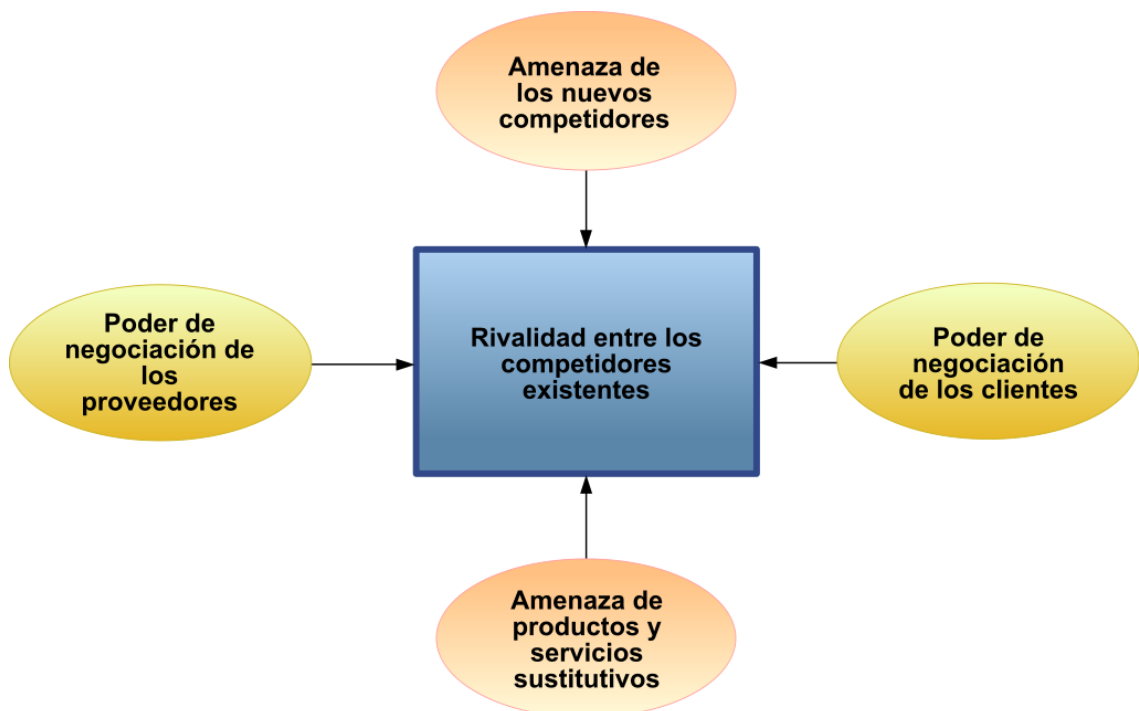 Amenaza de
los nuevos
competidores
Poder de
negociación de
los
proveedores
Rivalidad entre los
competidores
existentes
Poder de
negociación
de los clientes
Amenaza de
productos y
servicios
sustitutivos